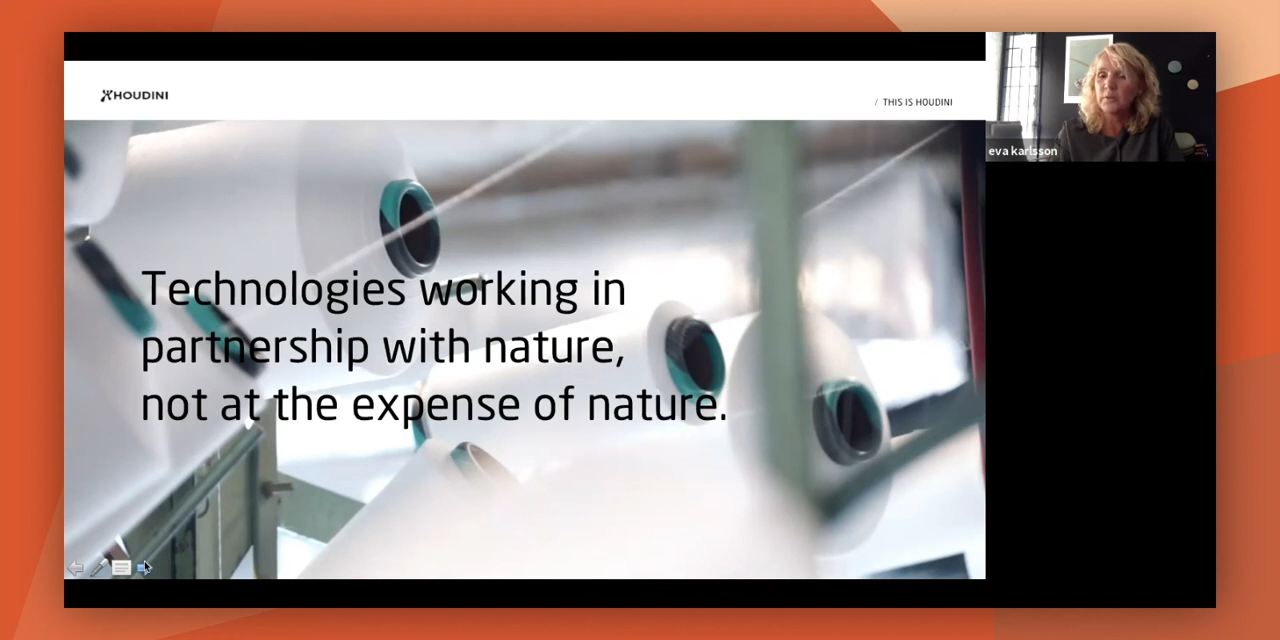 HOUDINI
/ THIS IS HOUDINI
eva karlsson
Technologies working in
partnership with nature,
not at the expense of nature.